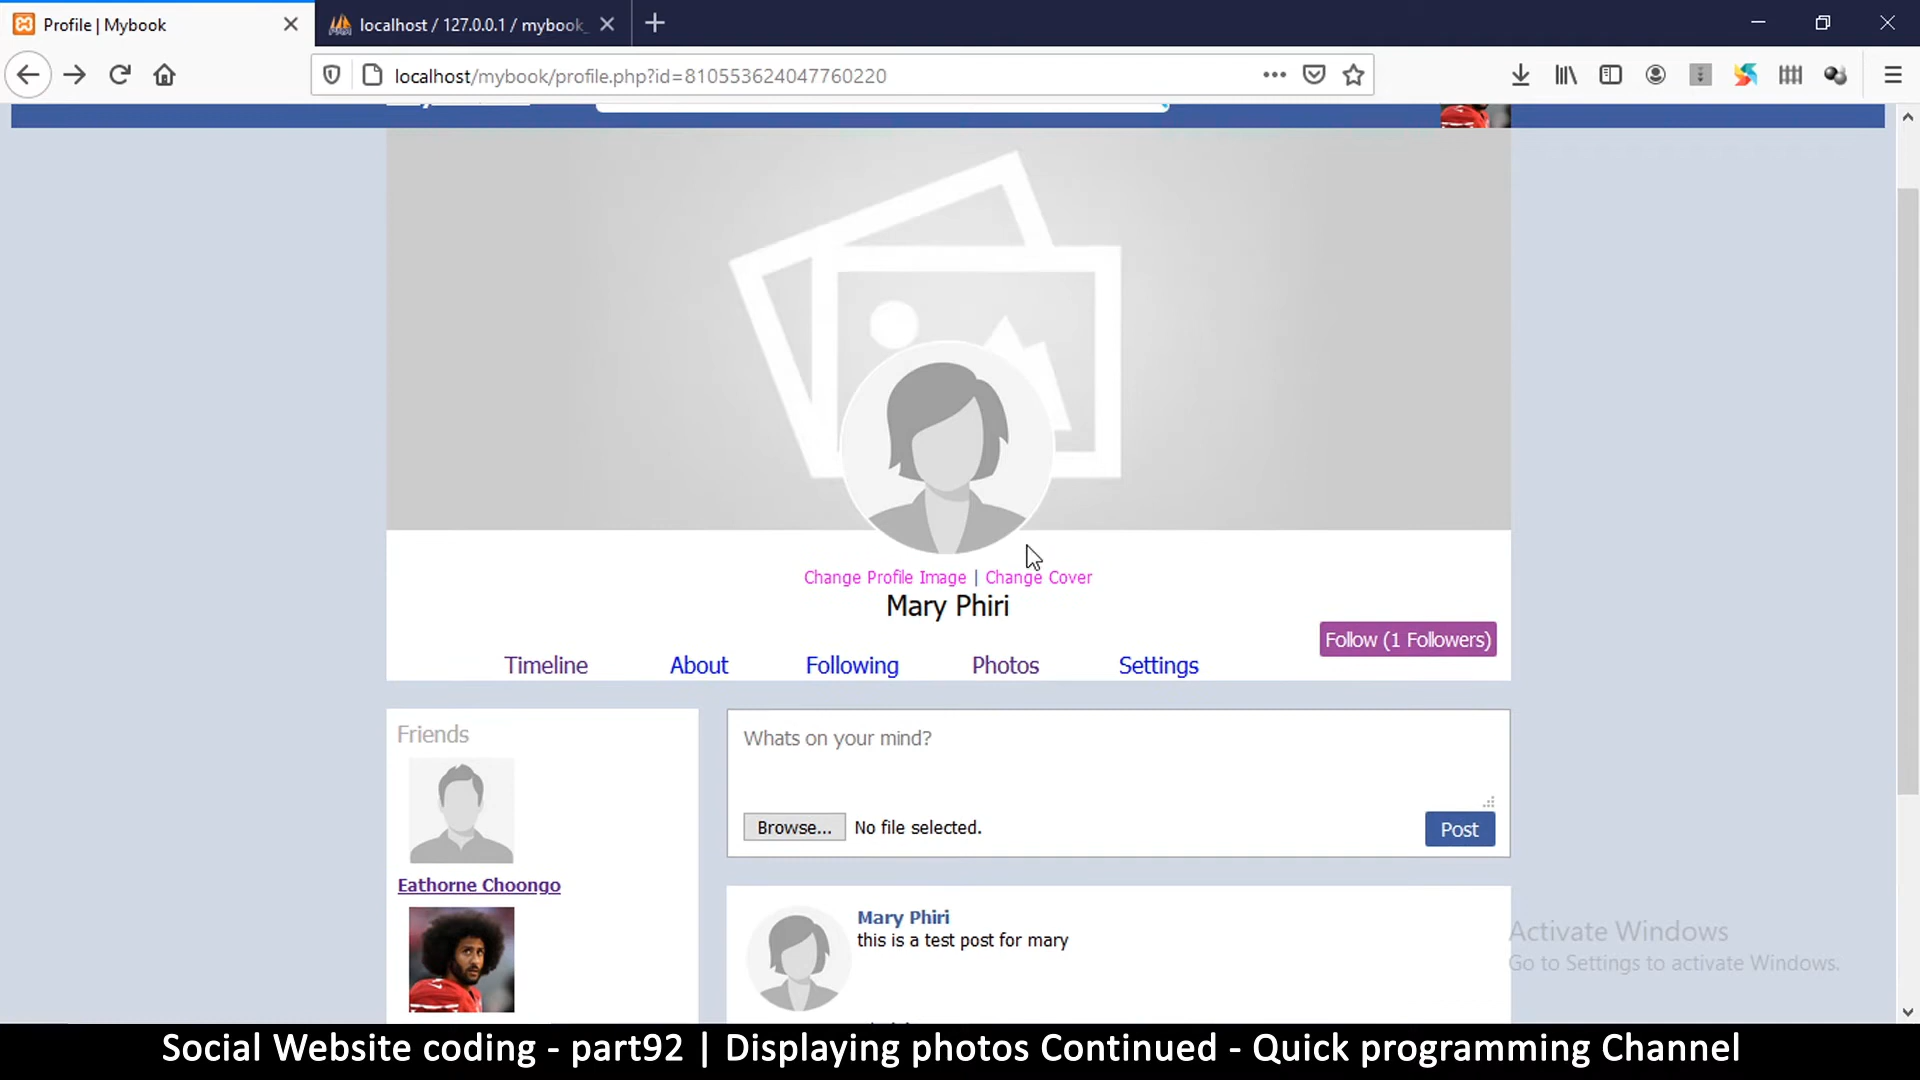 Profile | Mybook
localhost / 127.0.0.1 / mybook_
localhost/mybook/profile.php?id=810553624047760220
Change Profile Image | Change Cover
Mary Phiri
Follow (1 Followers)
Timeline About Following Photos Settings
Friends
Whats on your mind?
Browse... No file selected.
Post
Eathorne Choongo
Mary Phiri
this is a test post for mary
Activate Windows
Go to Settings to activate Windows.
Social Website coding - part92 | Displaying photos Continued - Quick programming Channel